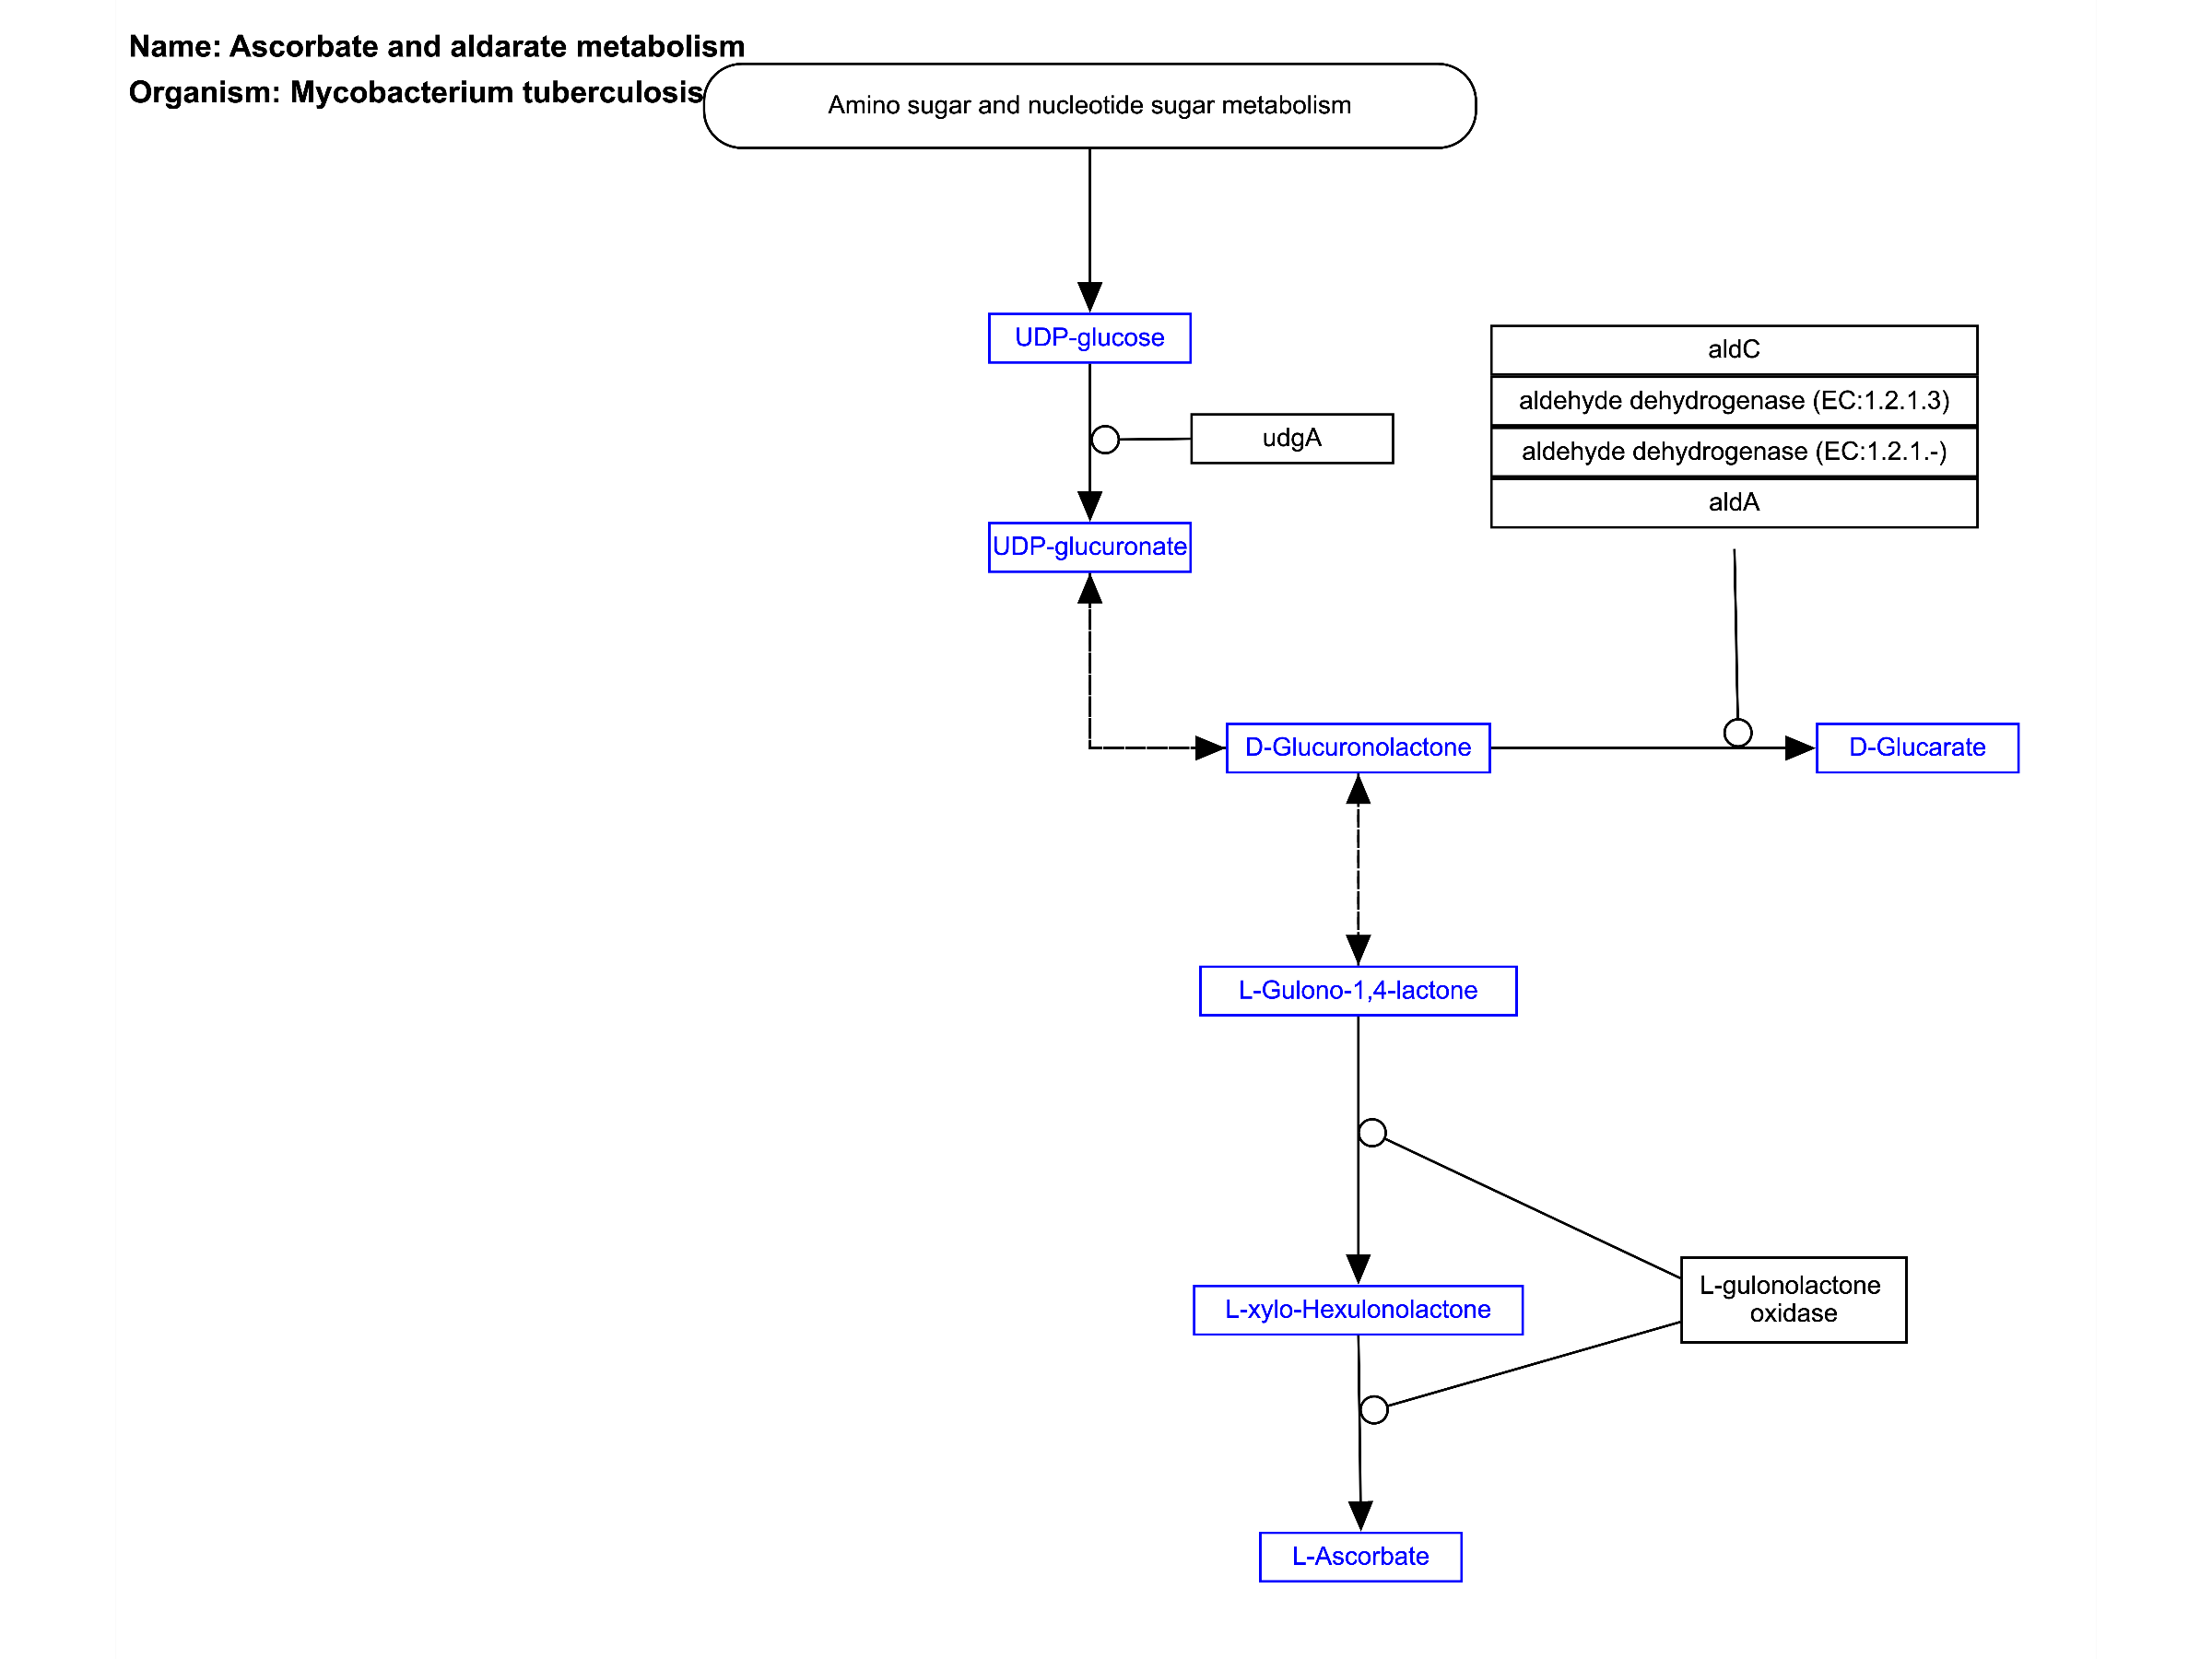 Name: Ascorbate and aldarate metabolism
Organism: Mycobacterium tuberculosis
Amino sugar and nucleotide sugar metabolism
UDP-glucose
aldC
aldehyde dehydrogenase (EC:1.2.1.3)
udgA
aldehyde dehydrogenase (EC:1.2.1.-)
aldA
UDP-glucuronate
D-Glucuronolactone
D-Glucarate
L-Gulono-1,4-lactone
L-xylo-Hexulonolactone
L-gulonolactone
oxidase
L-Ascorbate